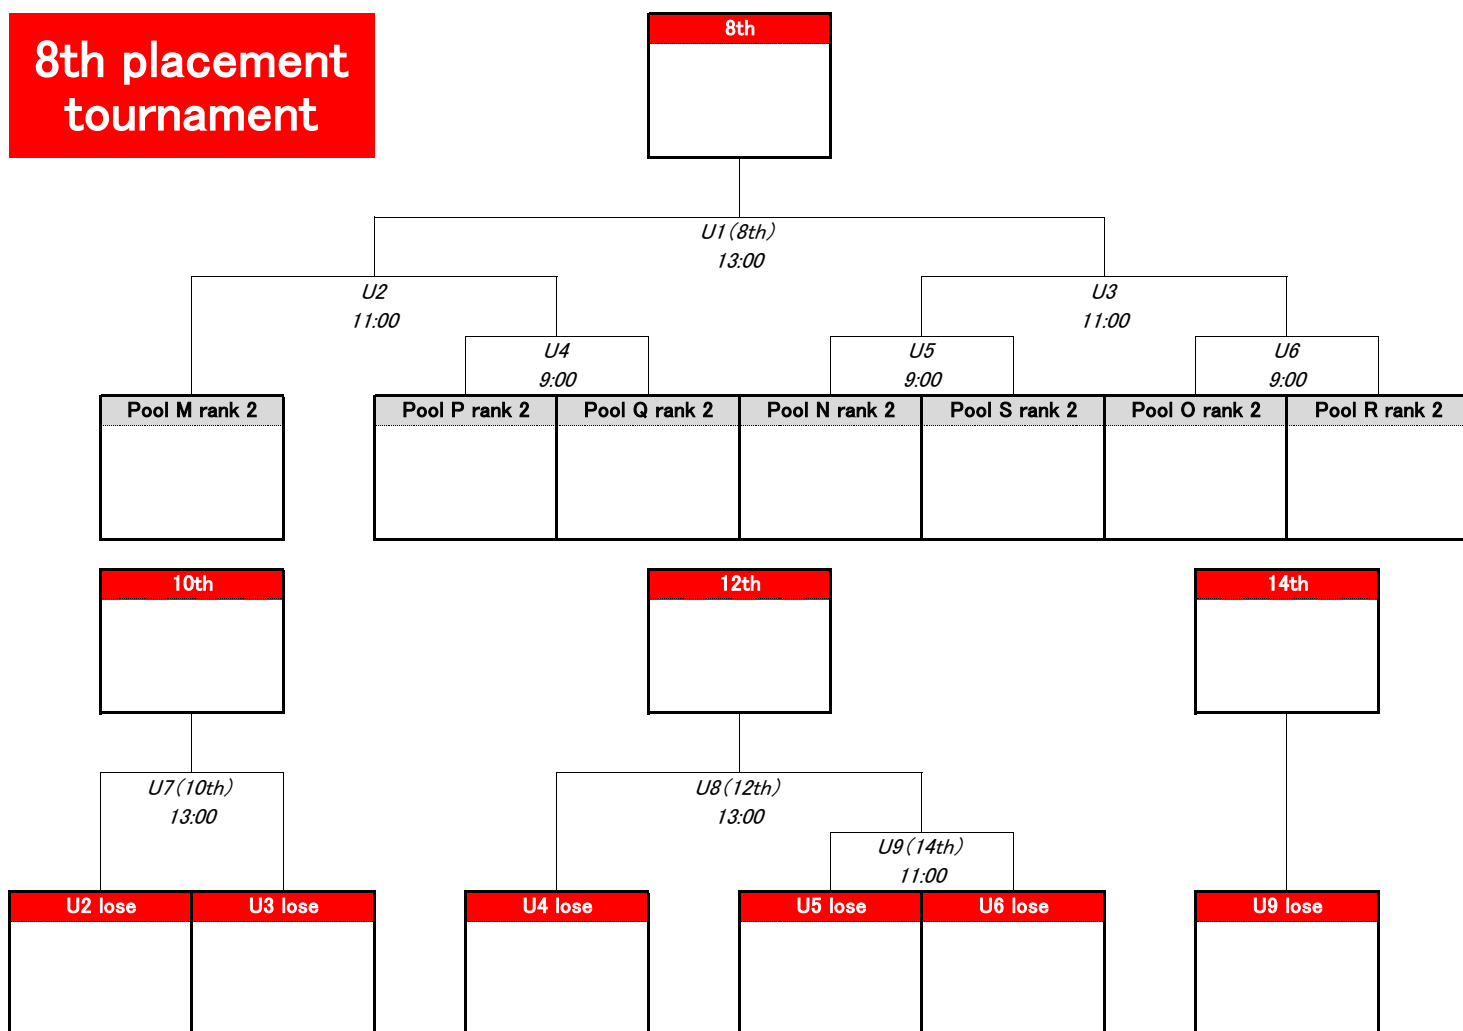 8th placement
tournament
8th
U1(8th)
13:00
U2
11:00
U3
11:00
U4
9:00
U5
9:00
U6
9:00
Pool M rank 2
Pool P rank 2
Pool Q rank 2
Pool N rank 2
Pool S rank 2
Pool O rank 2
Pool R rank 2
10th
12th
14th
U7(10th)
13:00
U8(12th)
13:00
U9(14th)
11:00
U2 lose
U3 lose
U4 lose
U5 lose
U6 lose
U9 lose